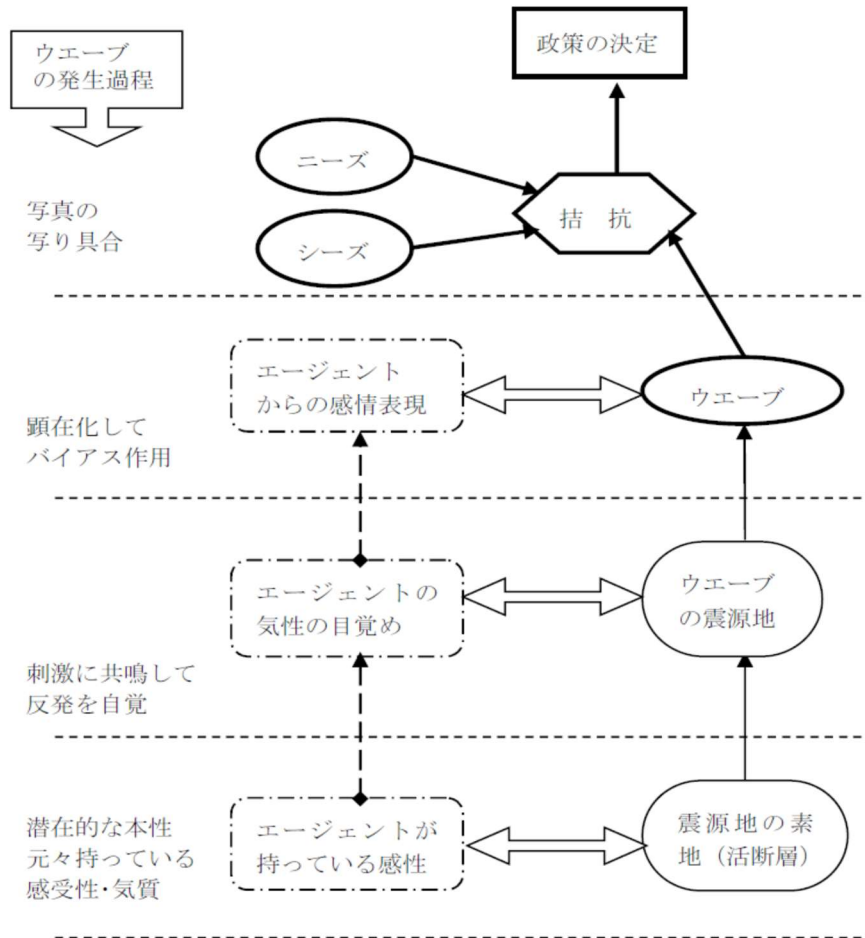 政策の決定
ウエーブ
の発生過程
ニーズ
拮　抗
シーズ
写真の
写り具合
エージェント
からの感情表現
ウエーブ
顕在化して
バイアス作用
エージェントの
気性の目覚め
ウエーブ
の震源地
刺激に共鳴して
反発を自覚
潜在的な本性
元々持っている
感受性･気質
エージェントが
持っている感性
震源地の素
地（活断層）